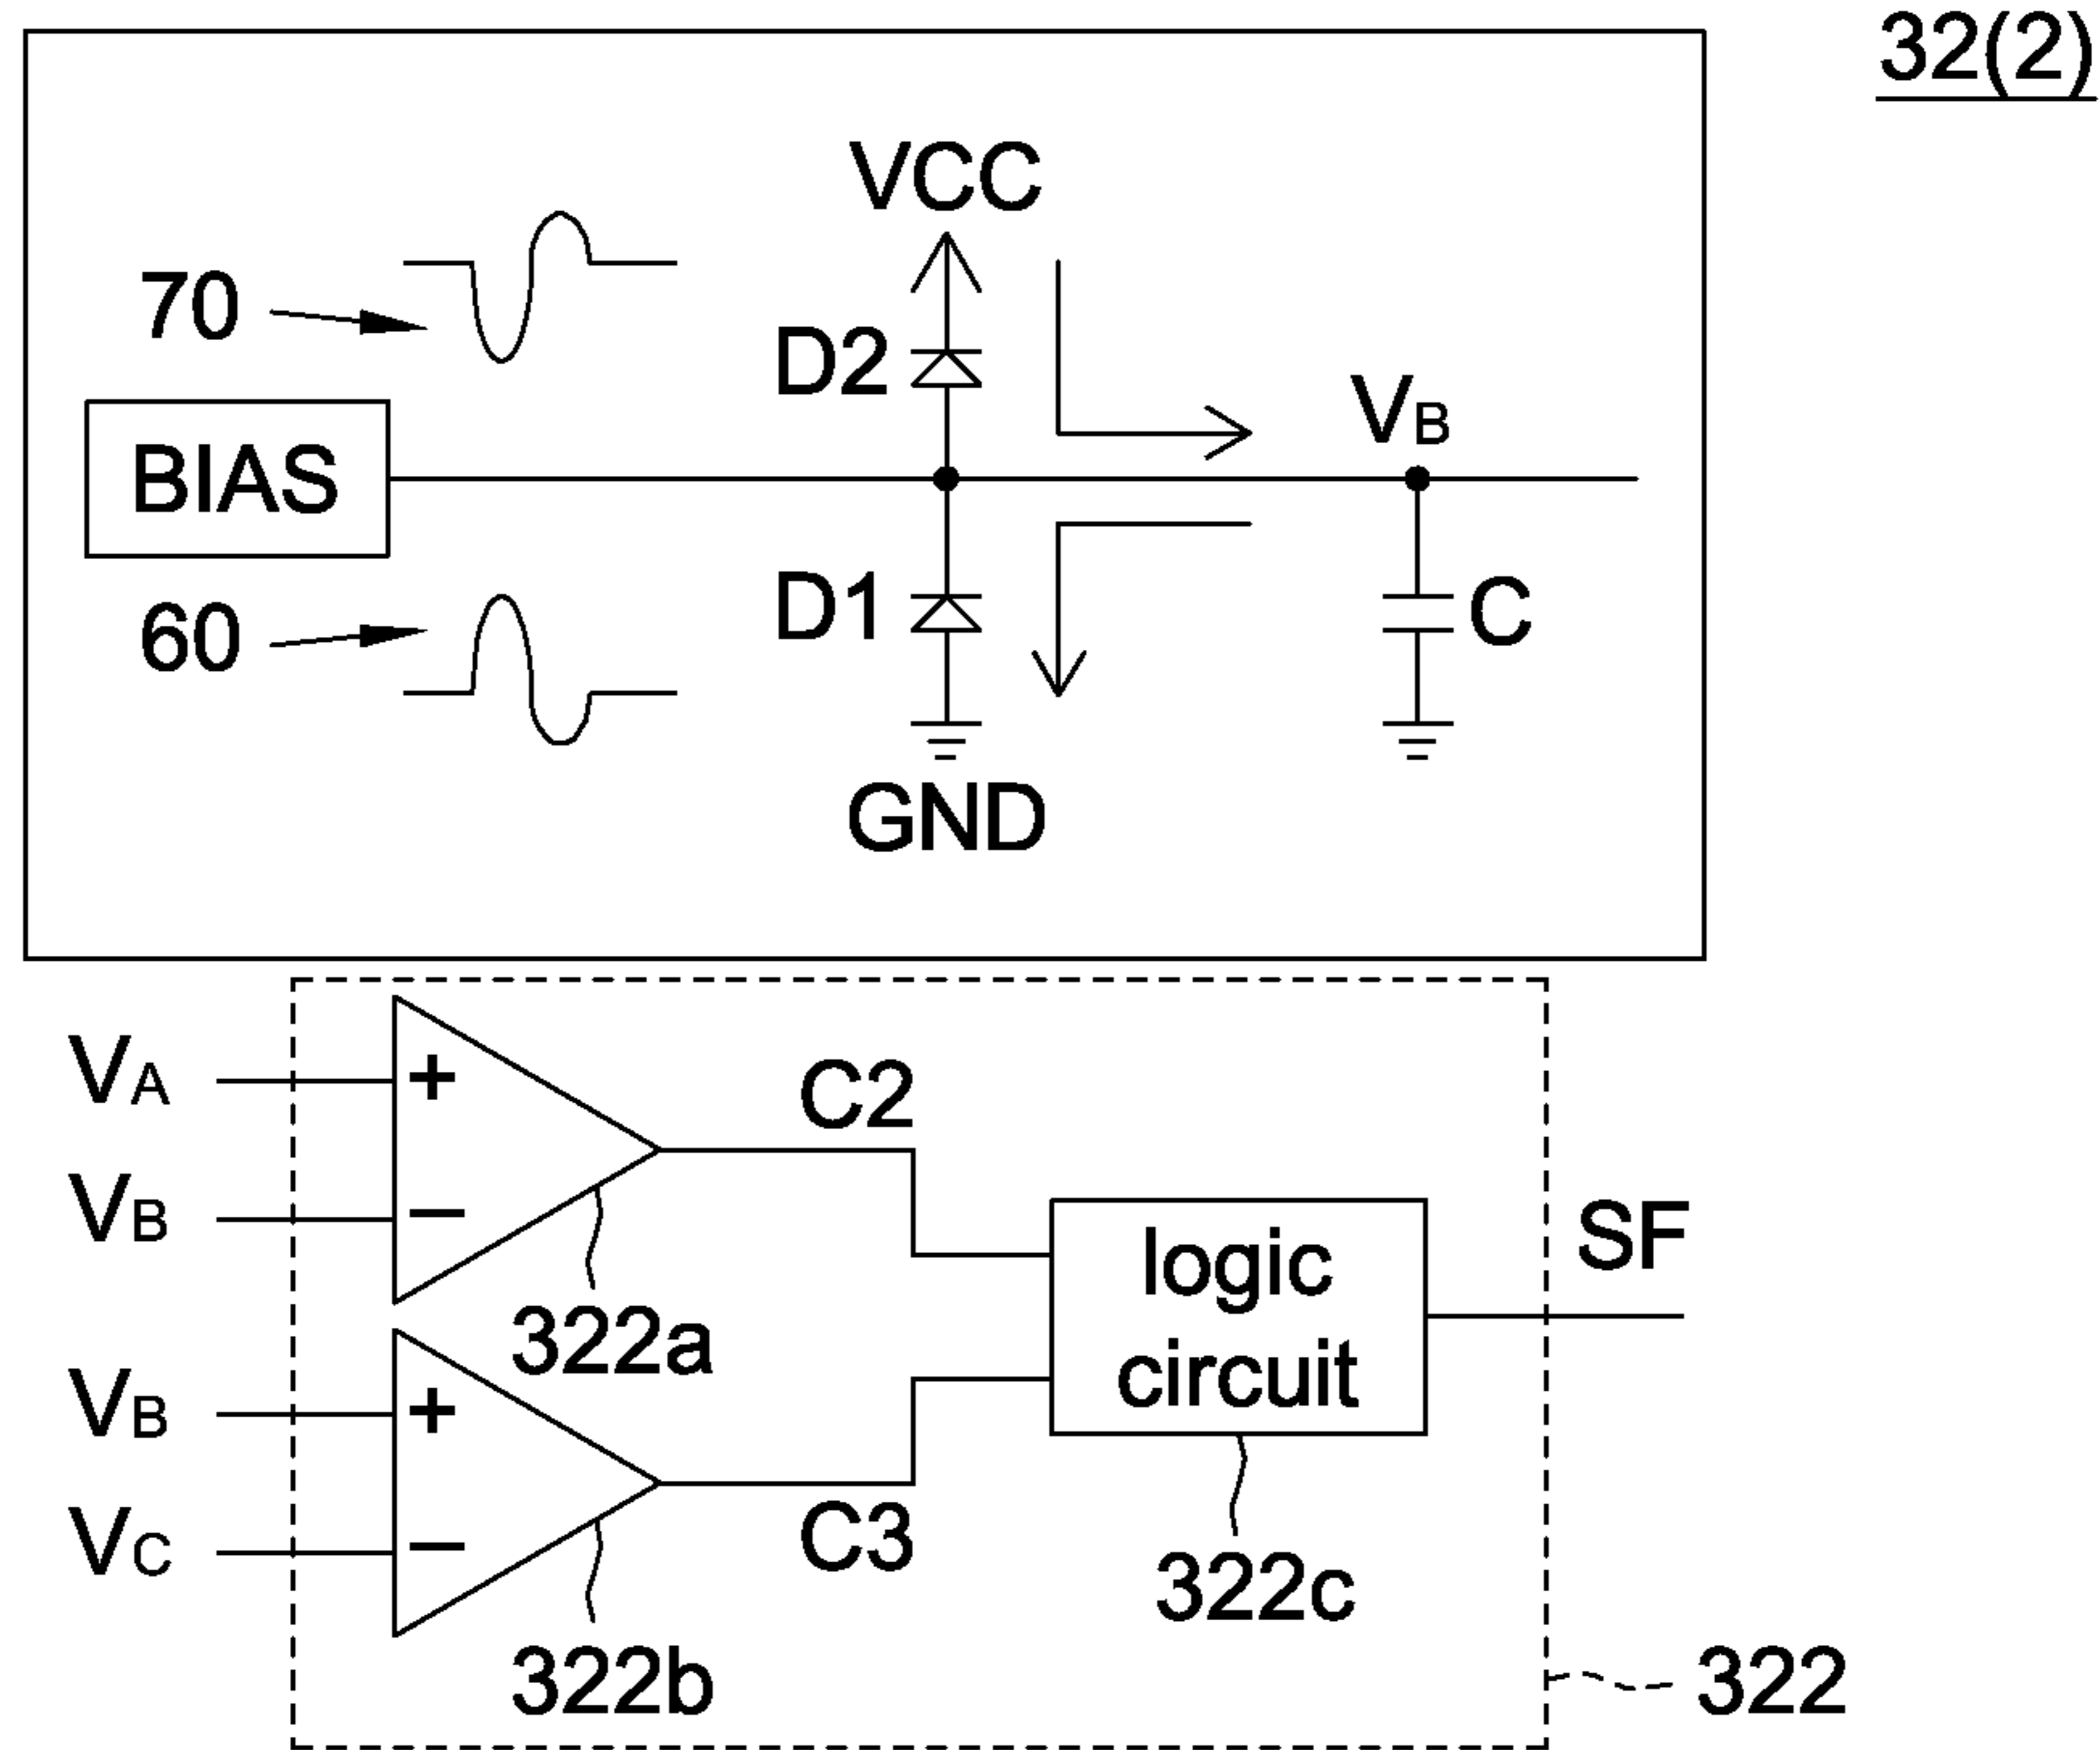 32(2)
VCC
70
D2
VB
BIAS
D1
C
60
GND
VA
+
C2
VB
−
SF
logic
circuit
322a
VB
+
C3
VC
−
322c
322b
322